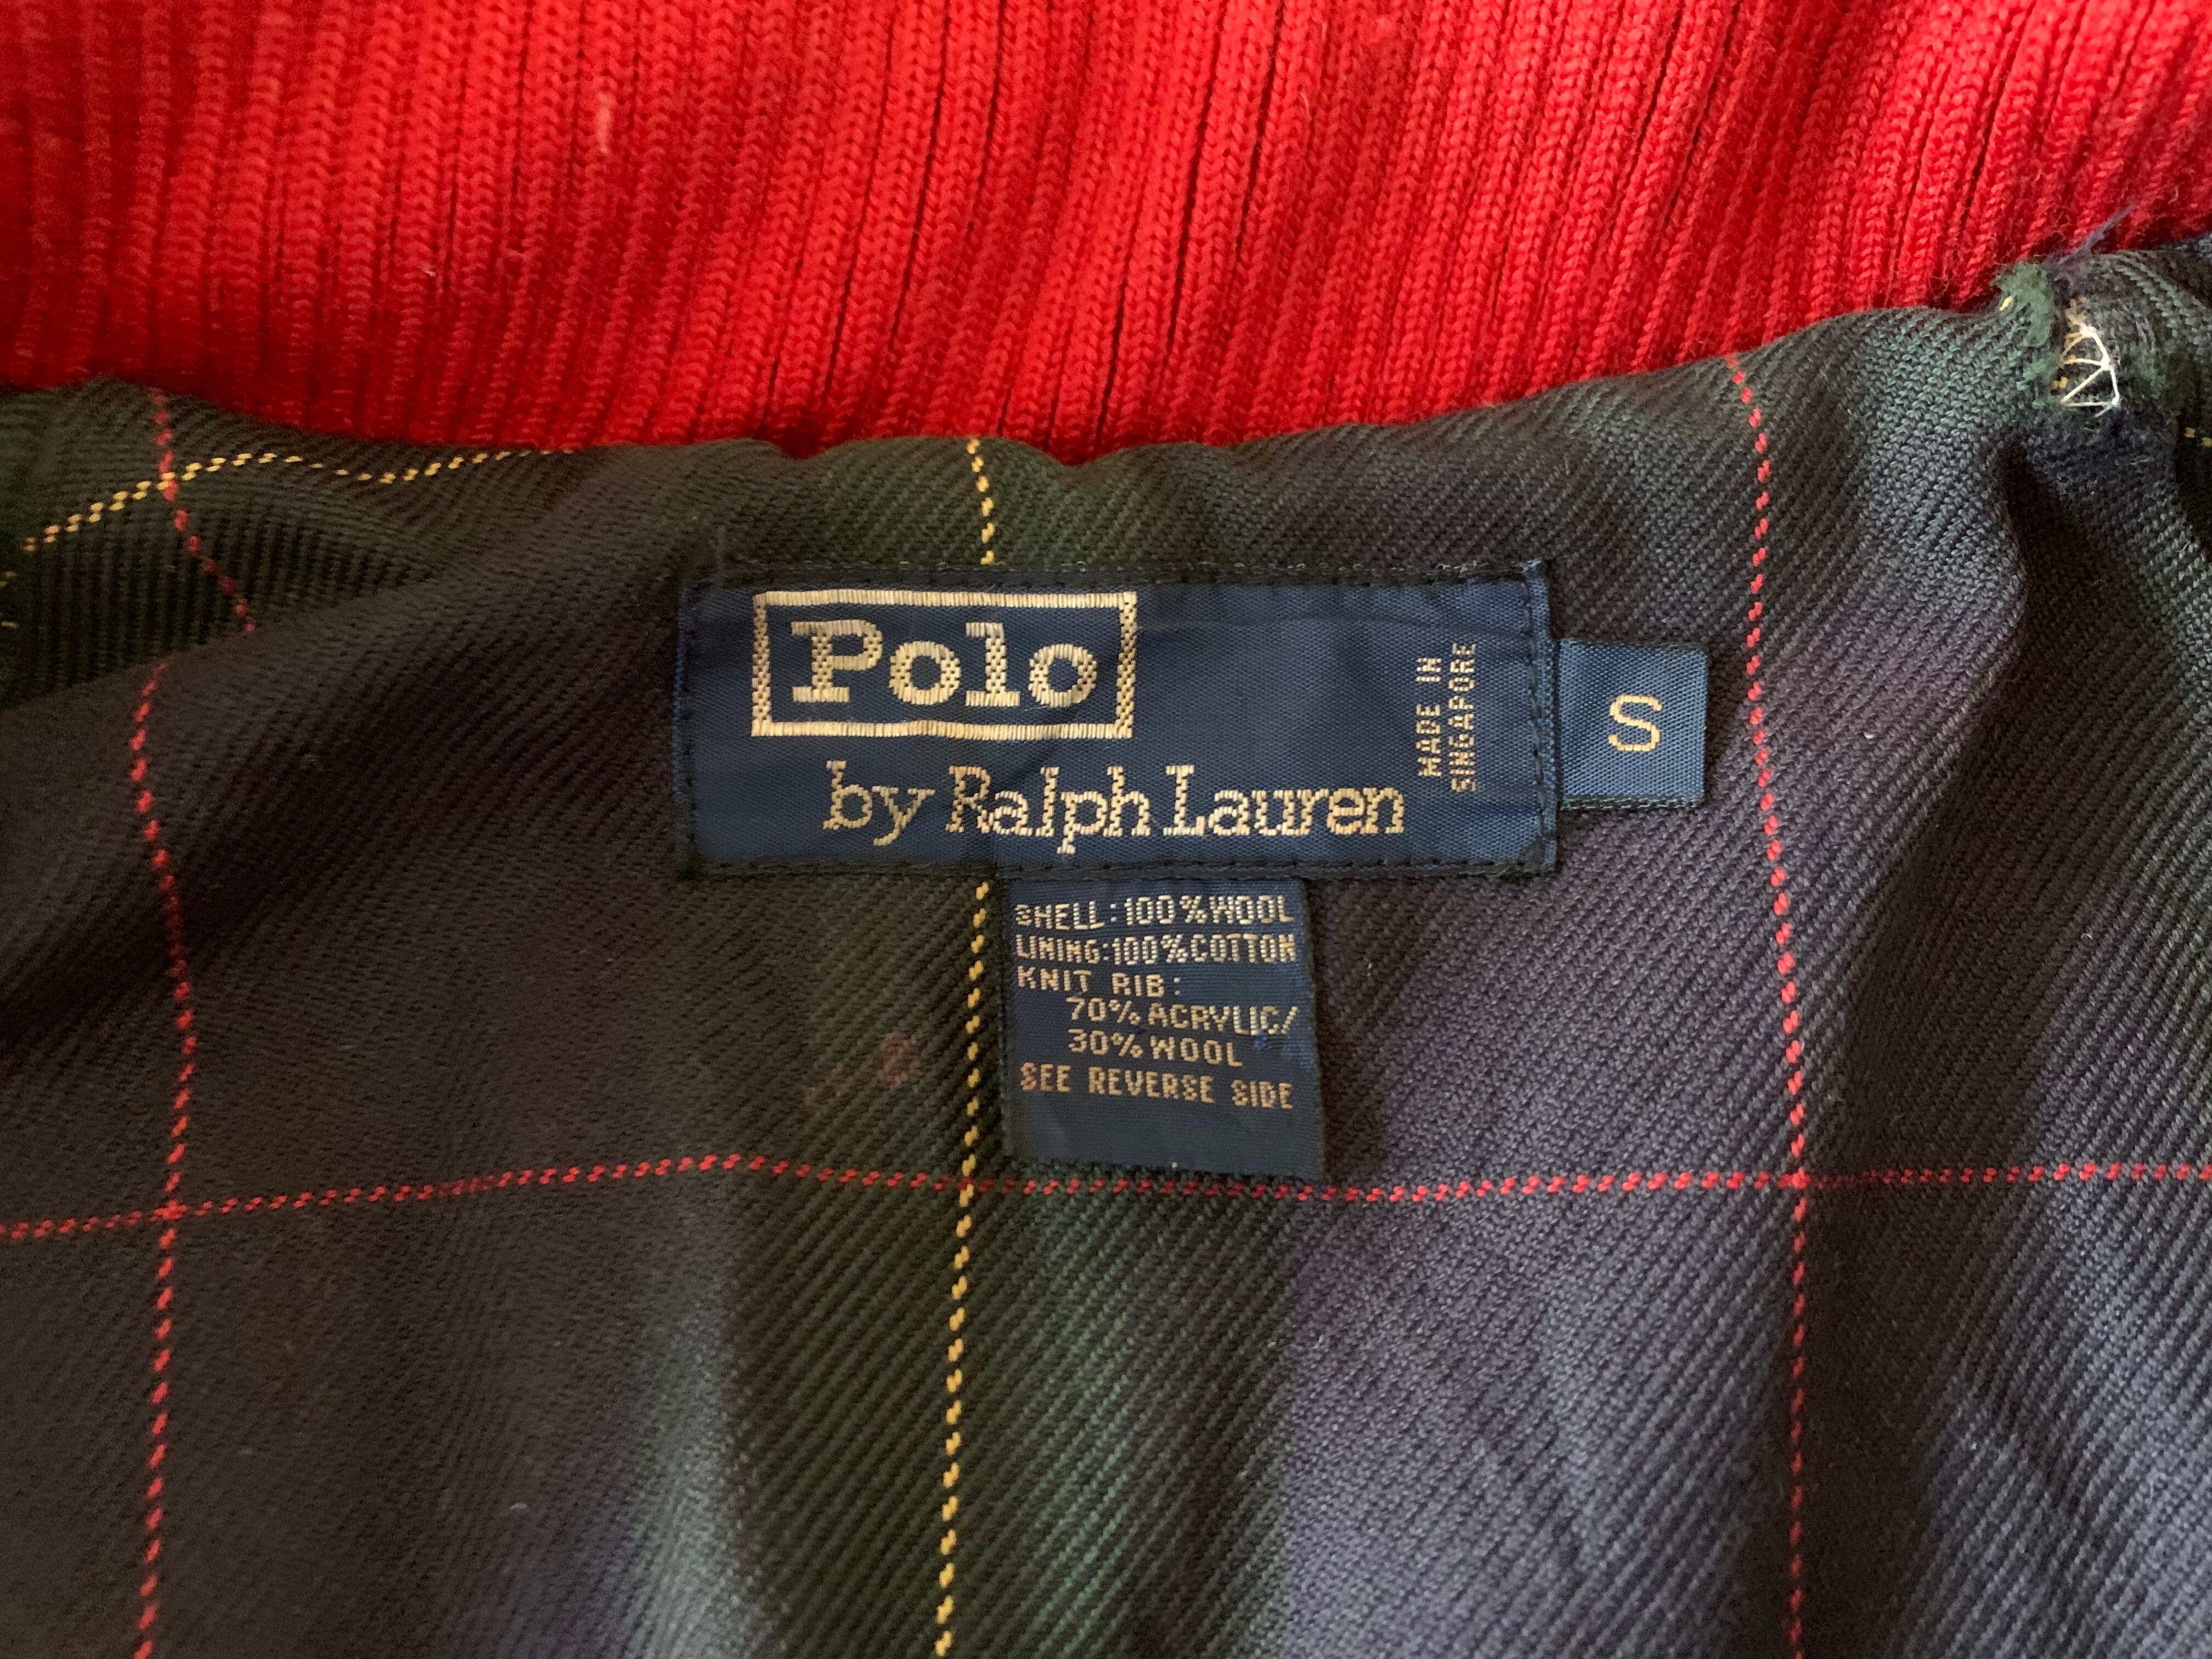 Polo
by Ralph Lauren
MADE IN
SINGAPORE
S
SHELL: 100% WOOL
LINING: 100% COTTON
KNIT RIB:
70% ACRYLIC/
30% WOOL
SEE REVERSE SIDE